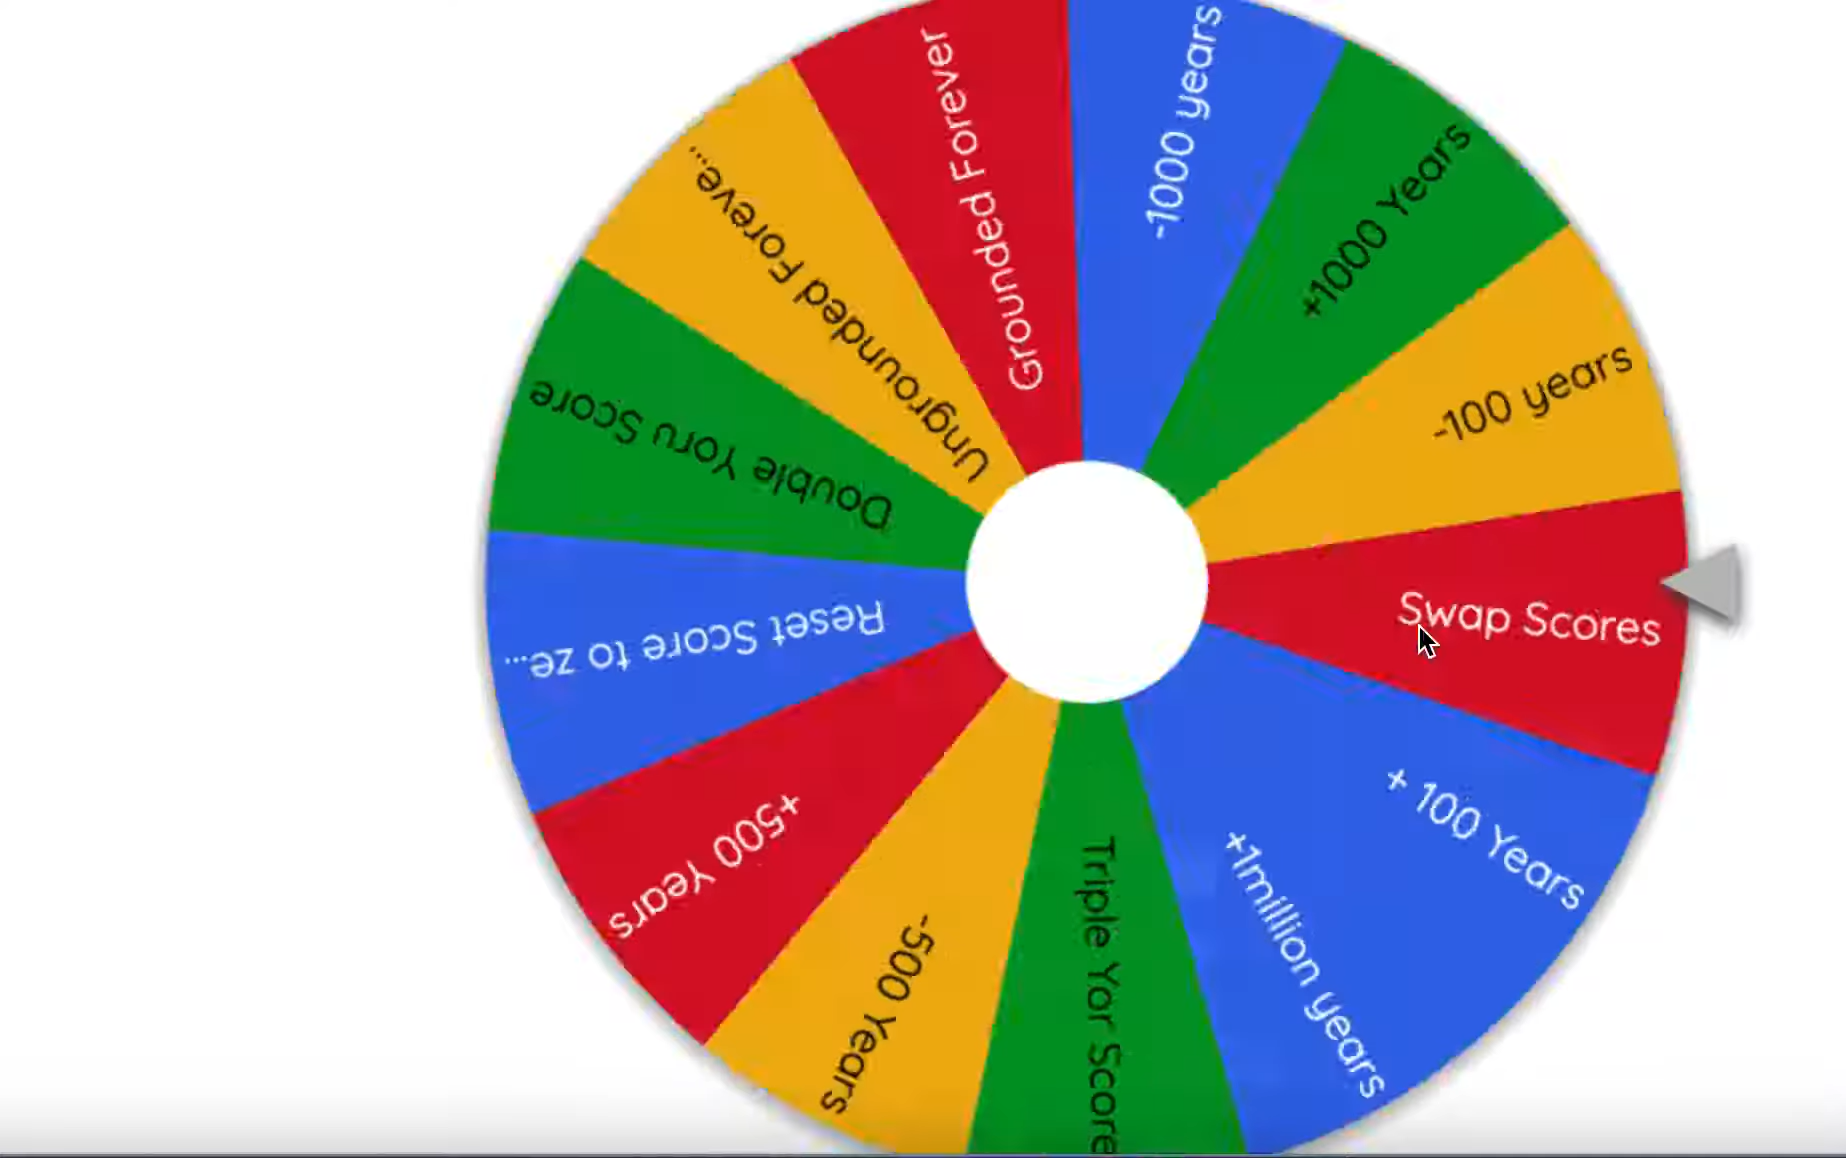 Grounded Forever
-1000 years
+1000 Years
-100 years
Swap Scores
+ 100 Years
+1million years
Triple Yor Score
-500 Years
+500 Years
Reset Score to ze...
Double Yoru Score
Ungrounded Foreve...